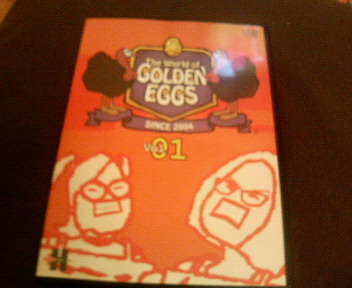 The World of
GOLDEN
EGGS
SINCE 2004
Vol. 01